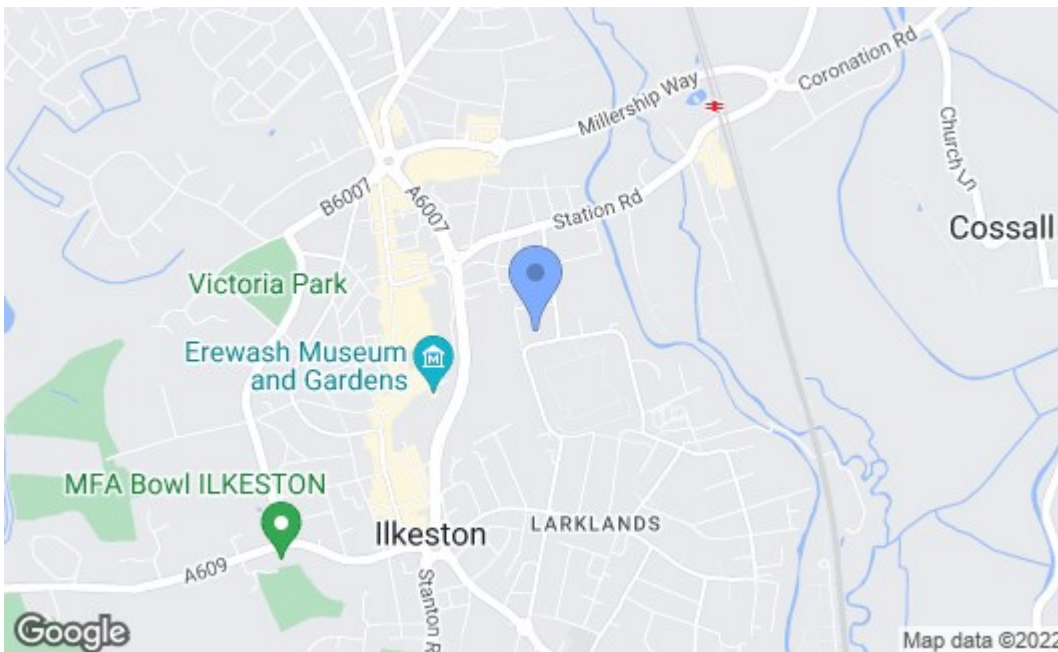 Coronation Rd
Millership Way
Church Ln
B6007
A6007
Station Rd
Cossall
Victoria Park
Erewash Museum
and Gardens
M
MFA Bowl ILKESTON
Ilkeston
LARKLANDS
A609
Stanton R
Google
Map data ©2022